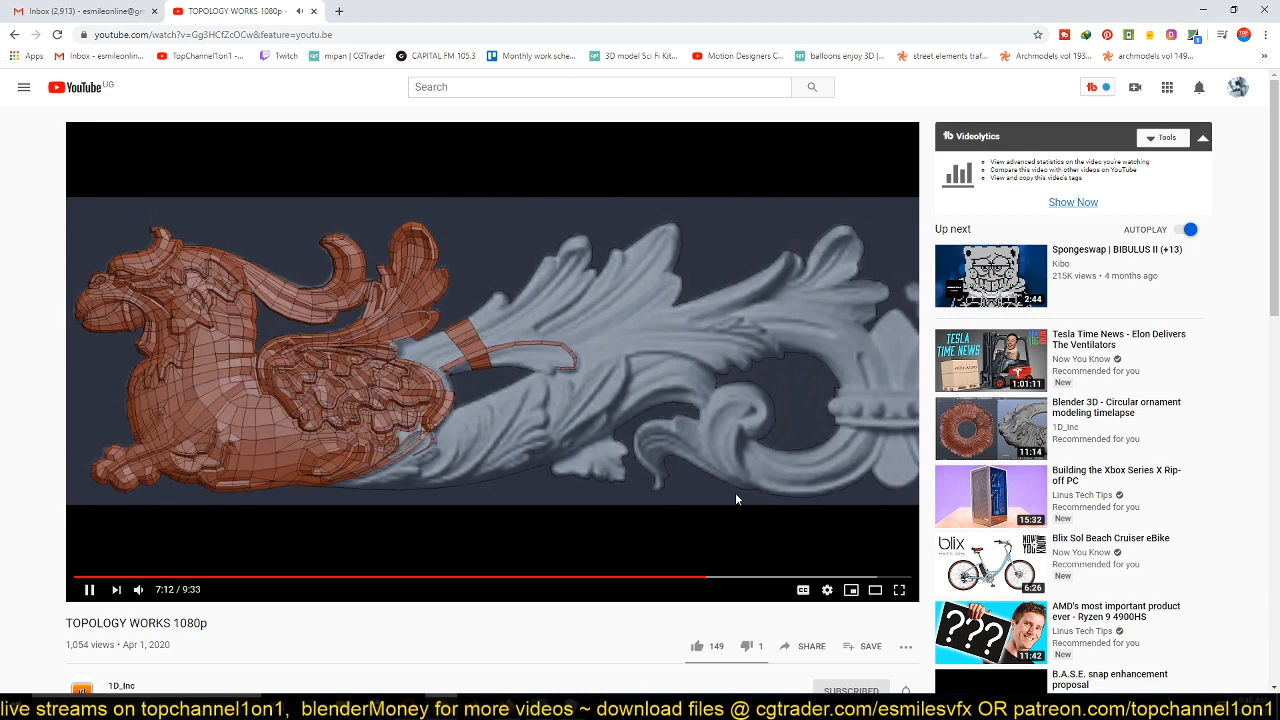 Inbox (2,913) - esmileonline@gm
TOPOLOGY WORKS 1080p -
youtube.com/watch?v=Gg3HCfZcOCw&feature=youtu.be
Apps
Inbox - esmileonline...
TopChannel1on1 -...
Twitch
mipan | CGTrader
CAPITAL FM 105.3
Monthly work sche...
3D model Sci Fi Kit...
Motion Designers C...
balloons enjoy 3D |...
street elements traf...
Archmodels vol 193...
archmodels vol 149...
YouTube UG
Search
Videolytics
Tools
View advanced statistics on the video you're watching
Compare this video with other videos on YouTube
View and copy this video's tags
Show Now
Up next
AUTOPLAY
Spongeswap | BIBULUS II (+13)
Kibo
215K views • 4 months ago
2:44
Tesla Time News - Elon Delivers
The Ventilators
Now You Know
Recommended for you
New
TESLA
TIME NEWS
1:01:11
Blender 3D - Circular ornament
modeling timelapse
1D_Inc
Recommended for you
11:14
Building the Xbox Series X Rip-
off PC
Linus Tech Tips
Recommended for you
New
15:32
Blix Sol Beach Cruiser eBike
Now You Know
Recommended for you
New
blix
6:26
AMD's most important product
ever - Ryzen 9 4900HS
Linus Tech Tips
Recommended for you
New
???
11:42
B.A.S.E. snap enhancement
proposal
7:12 / 9:33
TOPOLOGY WORKS 1080p
1,054 views • Apr 1, 2020
149
1
SHARE
SAVE
1D_Inc
SUBSCRIBED
live streams on topchannel1on1, blenderMoney for more videos ~ download files @ cgtrader.com/esmilesvfx OR patreon.com/topchannel1on1